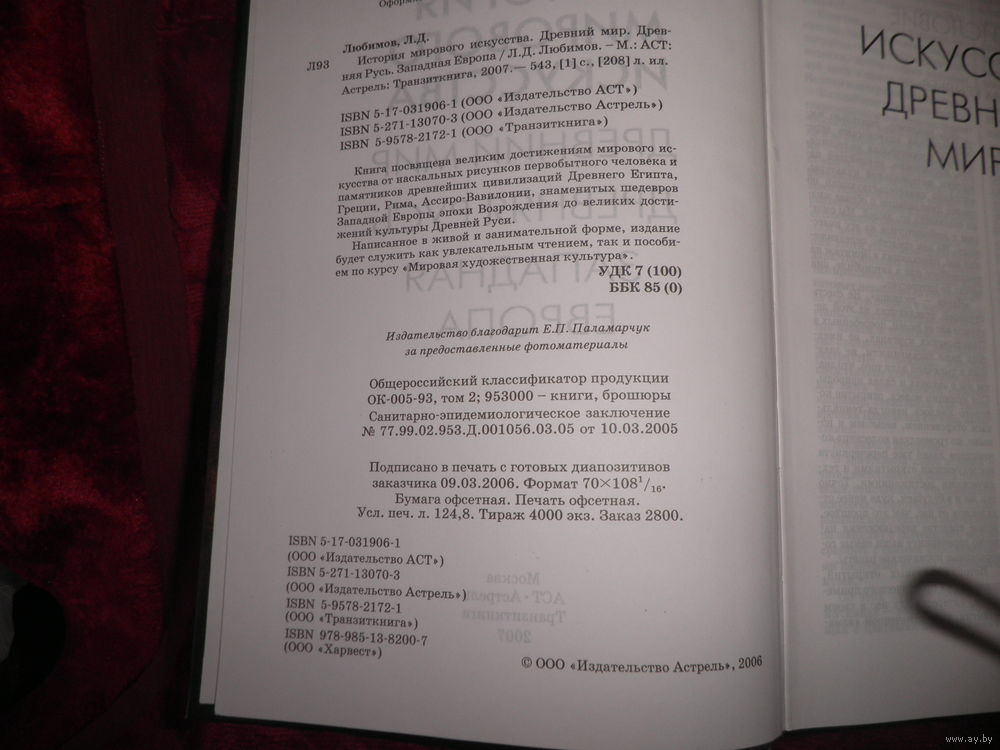 Оформ
Любимов, Л.Д.
Л93 История мирового искусства. Древний мир. Древ-
няя Русь. Западная Европа / Л.Д. Любимов. – М.: АСТ:
Астрель: Транзиткнига, 2007.— 543, [1] с., [208] л. ил.
ISBN 5-17-031906-1 (ООО «Издательство АСТ»)
ISBN 5-271-13070-3 (ООО «Издательство Астрель»)
ISBN 5-9578-2172-1 (ООО «Транзиткнига»)
Книга посвящена великим достижениям мирового ис-
кусства от наскальных рисунков первобытного человека и
памятников древнейших цивилизаций Древнего Египта,
Греции, Рима, Ассиро-Вавилонии, знаменитых шедевров
Западной Европы эпохи Возрождения до великих дости-
жений культуры Древней Руси.
Написанное в живой и занимательной форме, издание
будет служить как увлекательным чтением, так и пособи-
ем по курсу «Мировая художественная культура».
УДК 7 (100)
ББК 85 (0)
Издательство благодарит Е.П. Паламарчук
за предоставленные фотоматериалы
Общероссийский классификатор продукции
ОК-005-93, том 2; 953000 – книги, брошюры
Санитарно-эпидемиологическое заключение
№ 77.99.02.953.Д.001056.03.05 от 10.03.2005
Подписано в печать с готовых диапозитивов
заказчика 09.03.2006. Формат 70×108¹/₁₆.
Бумага офсетная. Печать офсетная.
Усл. печ. л. 124,8. Тираж 4000 экз. Заказ 2800.
ISBN 5-17-031906-1
(ООО «Издательство АСТ»)
ISBN 5-271-13070-3
(ООО «Издательство Астрель»)
ISBN 5-9578-2172-1
(ООО «Транзиткнига»)
ISBN 978-985-13-8200-7
(ООО «Харвест»)
© ООО «Издательство Астрель», 2006
ИСКУСС
ДРЕВН
МИР
www.ay.by